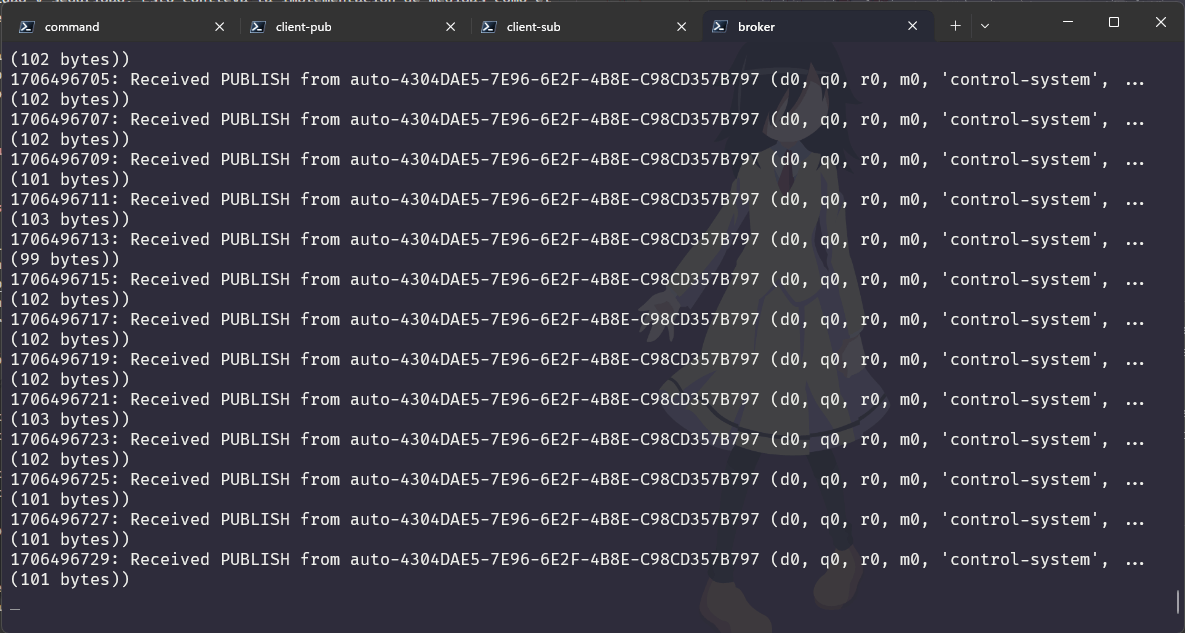 command
client-pub
client-sub
broker
(102 bytes))
1706496705: Received PUBLISH from auto-4304DAE5-7E96-6E2F-4B8E-C98CD357B797 (d0, q0, r0, m0, 'control-system', ...
(102 bytes))
1706496707: Received PUBLISH from auto-4304DAE5-7E96-6E2F-4B8E-C98CD357B797 (d0, q0, r0, m0, 'control-system', ...
(102 bytes))
1706496709: Received PUBLISH from auto-4304DAE5-7E96-6E2F-4B8E-C98CD357B797 (d0, q0, r0, m0, 'control-system', ...
(101 bytes))
1706496711: Received PUBLISH from auto-4304DAE5-7E96-6E2F-4B8E-C98CD357B797 (d0, q0, r0, m0, 'control-system', ...
(103 bytes))
1706496713: Received PUBLISH from auto-4304DAE5-7E96-6E2F-4B8E-C98CD357B797 (d0, q0, r0, m0, 'control-system', ...
(99 bytes))
1706496715: Received PUBLISH from auto-4304DAE5-7E96-6E2F-4B8E-C98CD357B797 (d0, q0, r0, m0, 'control-system', ...
(102 bytes))
1706496717: Received PUBLISH from auto-4304DAE5-7E96-6E2F-4B8E-C98CD357B797 (d0, q0, r0, m0, 'control-system', ...
(102 bytes))
1706496719: Received PUBLISH from auto-4304DAE5-7E96-6E2F-4B8E-C98CD357B797 (d0, q0, r0, m0, 'control-system', ...
(102 bytes))
1706496721: Received PUBLISH from auto-4304DAE5-7E96-6E2F-4B8E-C98CD357B797 (d0, q0, r0, m0, 'control-system', ...
(103 bytes))
1706496723: Received PUBLISH from auto-4304DAE5-7E96-6E2F-4B8E-C98CD357B797 (d0, q0, r0, m0, 'control-system', ...
(102 bytes))
1706496725: Received PUBLISH from auto-4304DAE5-7E96-6E2F-4B8E-C98CD357B797 (d0, q0, r0, m0, 'control-system', ...
(101 bytes))
1706496727: Received PUBLISH from auto-4304DAE5-7E96-6E2F-4B8E-C98CD357B797 (d0, q0, r0, m0, 'control-system', ...
(101 bytes))
1706496729: Received PUBLISH from auto-4304DAE5-7E96-6E2F-4B8E-C98CD357B797 (d0, q0, r0, m0, 'control-system', ...
(101 bytes))